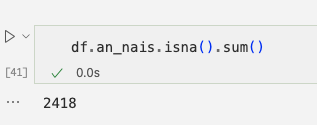 df.an_nais.isna().sum()
[41]
0.0s
2418